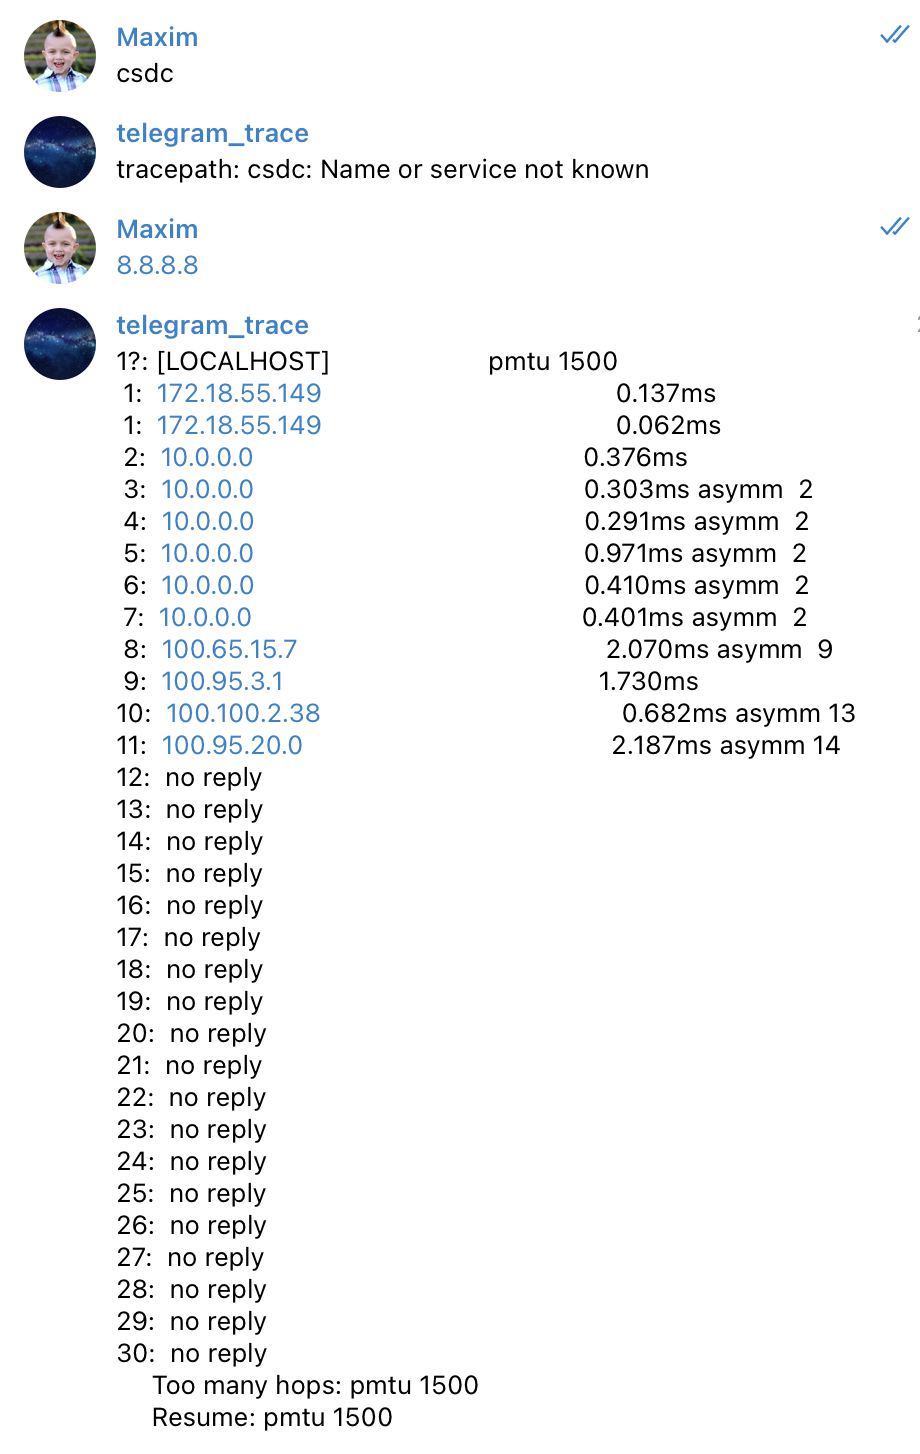 Maxim
csdc
telegram_trace
tracepath: csdc: Name or service not known
Maxim
8.8.8.8
telegram_trace
1?: [LOCALHOST] pmtu 1500
1: 172.18.55.149 0.137ms
1: 172.18.55.149 0.062ms
2: 10.0.0.0 0.376ms
3: 10.0.0.0 0.303ms asymm 2
4: 10.0.0.0 0.291ms asymm 2
5: 10.0.0.0 0.971ms asymm 2
6: 10.0.0.0 0.410ms asymm 2
7: 10.0.0.0 0.401ms asymm 2
8: 100.65.15.7 2.070ms asymm 9
9: 100.95.3.1 1.730ms
10: 100.100.2.38 0.682ms asymm 13
11: 100.95.20.0 2.187ms asymm 14
12: no reply
13: no reply
14: no reply
15: no reply
16: no reply
17: no reply
18: no reply
19: no reply
20: no reply
21: no reply
22: no reply
23: no reply
24: no reply
25: no reply
26: no reply
27: no reply
28: no reply
29: no reply
30: no reply
Too many hops: pmtu 1500
Resume: pmtu 1500